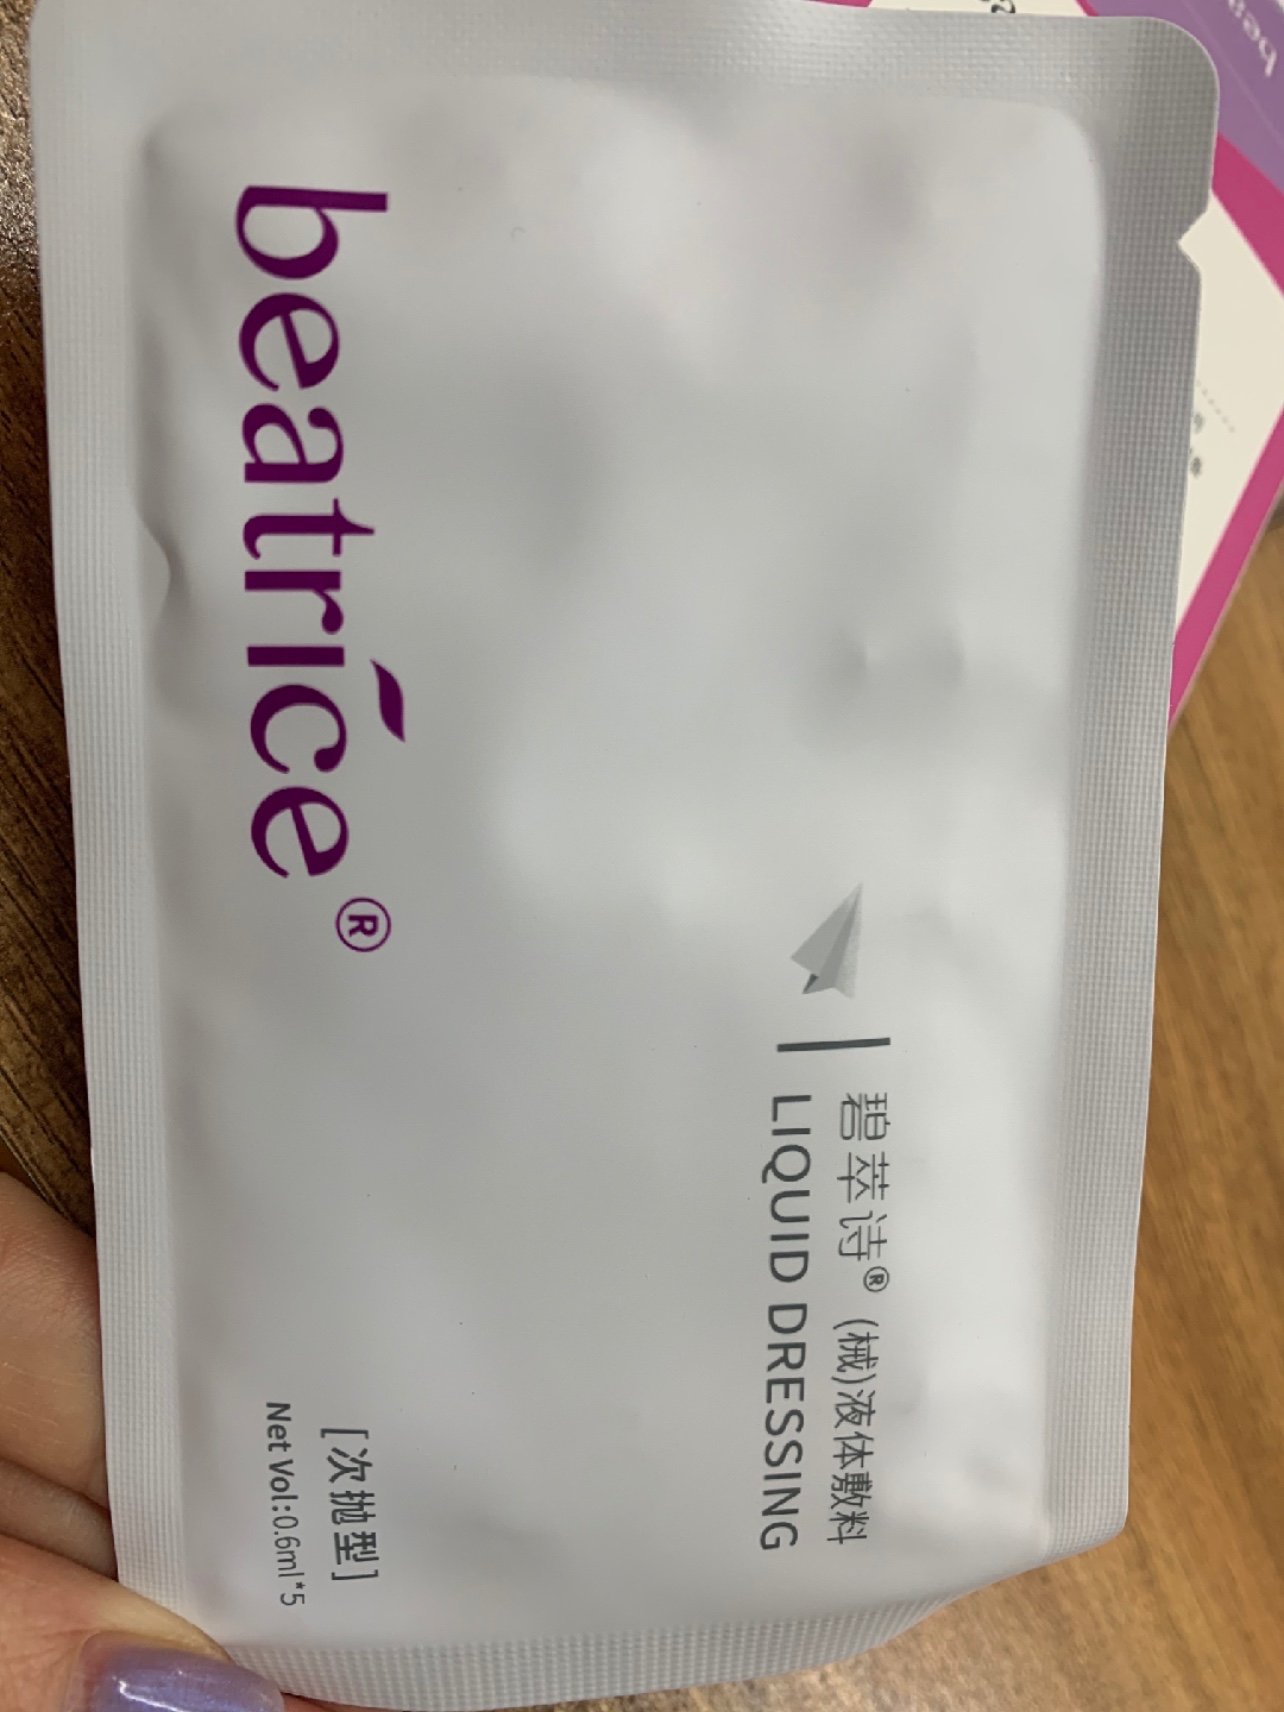 beatrice®
碧萃诗® (械)液体敷料
LIQUID DRESSING
[次抛型]
Net Vol:0.6ml*5